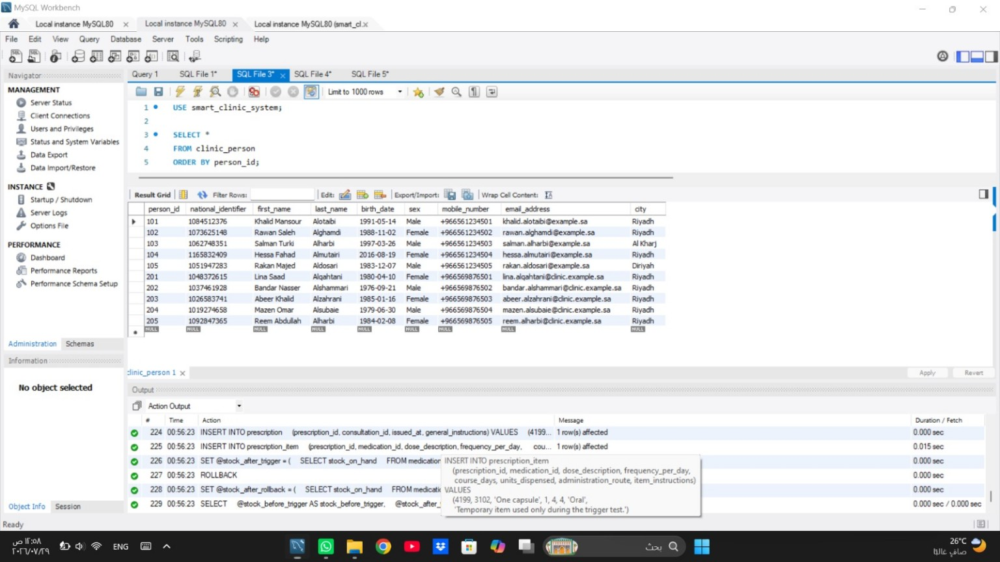 MySQL Workbench
Local instance MySQL80 × Local instance MySQL80 × Local instance MySQL80 (smart_cl.×
File Edit View Query Database Server Tools Scripting Help
Navigator
MANAGEMENT
Server Status
Client Connections
Users and Privileges
Status and System Variables
Data Export
Data Import/Restore
INSTANCE
Startup / Shutdown
Server Logs
Options File
PERFORMANCE
Dashboard
Performance Reports
Performance Schema Setup
Administration Schemas
Information
No object selected
Object Info Session
Query 1 SQL File 1* SQL File 3* × SQL File 4* SQL File 5*
Limit to 1000 rows
1 USE smart_clinic_system;
2
3 SELECT *
4 FROM clinic_person
5 ORDER BY person_id;
Result Grid Filter Rows: Edit: Export/Import: Wrap Cell Content:
person_id national_identifier first_name last_name birth_date sex mobile_number email_address city
101 1084512376 Khalid Mansour Alotaibi 1991-05-14 Male +966561234501 khalid.alotaibi@example.sa Riyadh
102 1073625148 Rawan Saleh Alghamdi 1988-11-02 Female +966561234502 rawan.alghamdi@example.sa Riyadh
103 1062748351 Salman Turki Alharbi 1997-03-26 Male +966561234503 salman.alharbi@example.sa Al Kharj
104 1165832409 Hessa Fahad Almutairi 2016-08-19 Female +966561234504 hessa.almutairi@example.sa Riyadh
105 1051947283 Rakan Majed Aldosari 1983-12-07 Male +966561234505 rakan.aldosari@example.sa Diriyah
201 1048372615 Lina Saad Alqahtani 1980-04-10 Female +966569876501 lina.alqahtani@clinic.example.sa Riyadh
202 1037461928 Bandar Nasser Alshammari 1976-09-21 Male +966569876502 bandar.alshammari@clinic.example.sa Riyadh
203 1026583741 Abeer Khalid Alzahrani 1985-01-16 Female +966569876503 abeer.alzahrani@clinic.example.sa Riyadh
204 1019274658 Mazen Omar Alsubaie 1979-06-30 Male +966569876504 mazen.alsubaie@clinic.example.sa Riyadh
205 1092847365 Reem Abdullah Alharbi 1984-02-08 Female +966569876505 reem.alharbi@clinic.example.sa Riyadh
NULL NULL NULL NULL NULL NULL NULL NULL NULL
clinic_person 1 × Apply Revert
Output
Action Output
# Time Action Message Duration / Fetch
224 00:56:23 INSERT INTO prescription (prescription_id, consultation_id, issued_at, general_instructions) VALUES (4199... 1 row(s) affected 0.000 sec
225 00:56:23 INSERT INTO prescription_item (prescription_id, medication_id, dose_description, frequency_per_day, cou... 1 row(s) affected 0.015 sec
226 00:56:23 SET @stock_after_trigger = ( SELECT stock_on_hand FROM medication 0.000 sec
227 00:56:23 ROLLBACK 0.000 sec
228 00:56:23 SET @stock_after_rollback = ( SELECT stock_on_hand FROM medicatio 0.000 sec
229 00:56:23 SELECT @stock_before_trigger AS stock_before_trigger, @stock_after_t 0.000 sec / 0.000 sec
INSERT INTO prescription_item
(prescription_id, medication_id, dose_description, frequency_per_day,
course_days, units_dispensed, administration_route, item_instructions)
VALUES
(4199, 3102, 'One capsule', 1, 4, 4, 'Oral',
'Temporary item used only during the trigger test.')
Ready
١٢:٥٨ ص
٢٠٢٦/٠٧/٢٩
ENG
بحث
26°C
صافي غالبًا